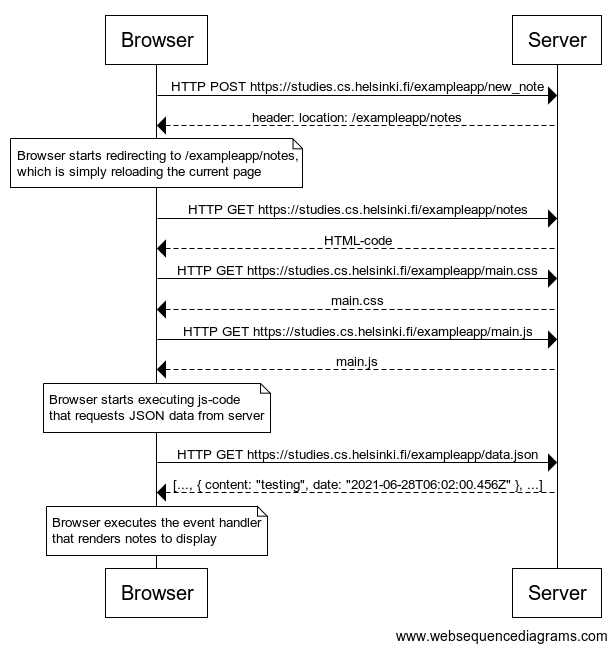 Browser
Server
HTTP POST https://studies.cs.helsinki.fi/exampleapp/new_note
header: location: /exampleapp/notes
Browser starts redirecting to /exampleapp/notes,
which is simply reloading the current page
HTTP GET https://studies.cs.helsinki.fi/exampleapp/notes
HTML-code
HTTP GET https://studies.cs.helsinki.fi/exampleapp/main.css
main.css
HTTP GET https://studies.cs.helsinki.fi/exampleapp/main.js
main.js
Browser starts executing js-code
that requests JSON data from server
HTTP GET https://studies.cs.helsinki.fi/exampleapp/data.json
[..., { content: "testing", date: "2021-06-28T06:02:00.456Z" }, ...]
Browser executes the event handler
that renders notes to display
Browser
Server
www.websequencediagrams.com